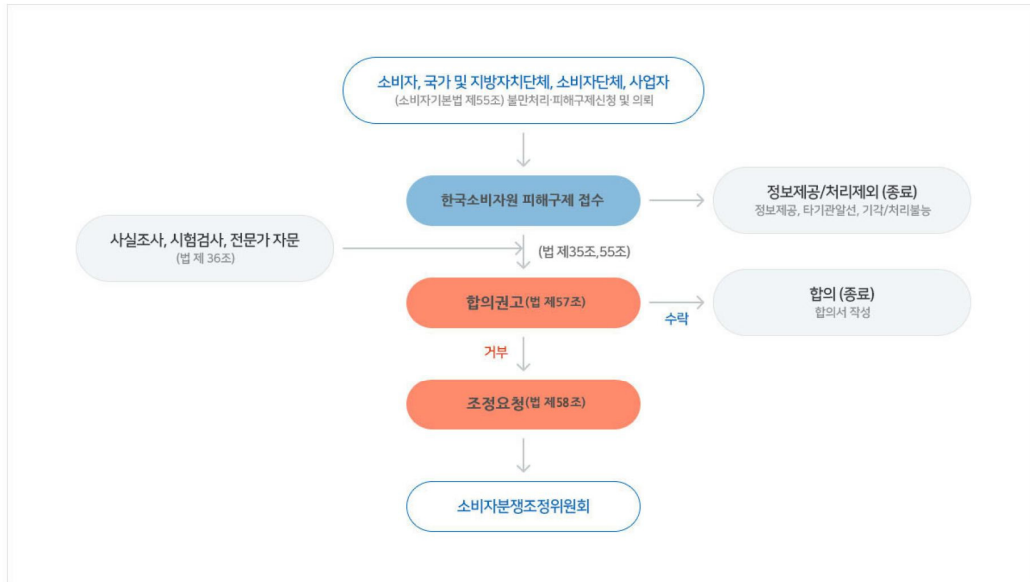 소비자, 국가 및 지방자치단체, 소비자단체, 사업자
(소비자기본법 제55조) 불만처리·피해구제신청 및 의뢰
한국소비자원 피해구제 접수
정보제공/처리제외 (종료)
정보제공, 타기관알선, 기각/처리불능
사실조사, 시험검사, 전문가 자문
(법 제 36조)
(법 제35조,55조)
합의권고(법 제57조)
수락
합의 (종료)
합의서 작성
거부
조정요청(법 제58조)
소비자분쟁조정위원회